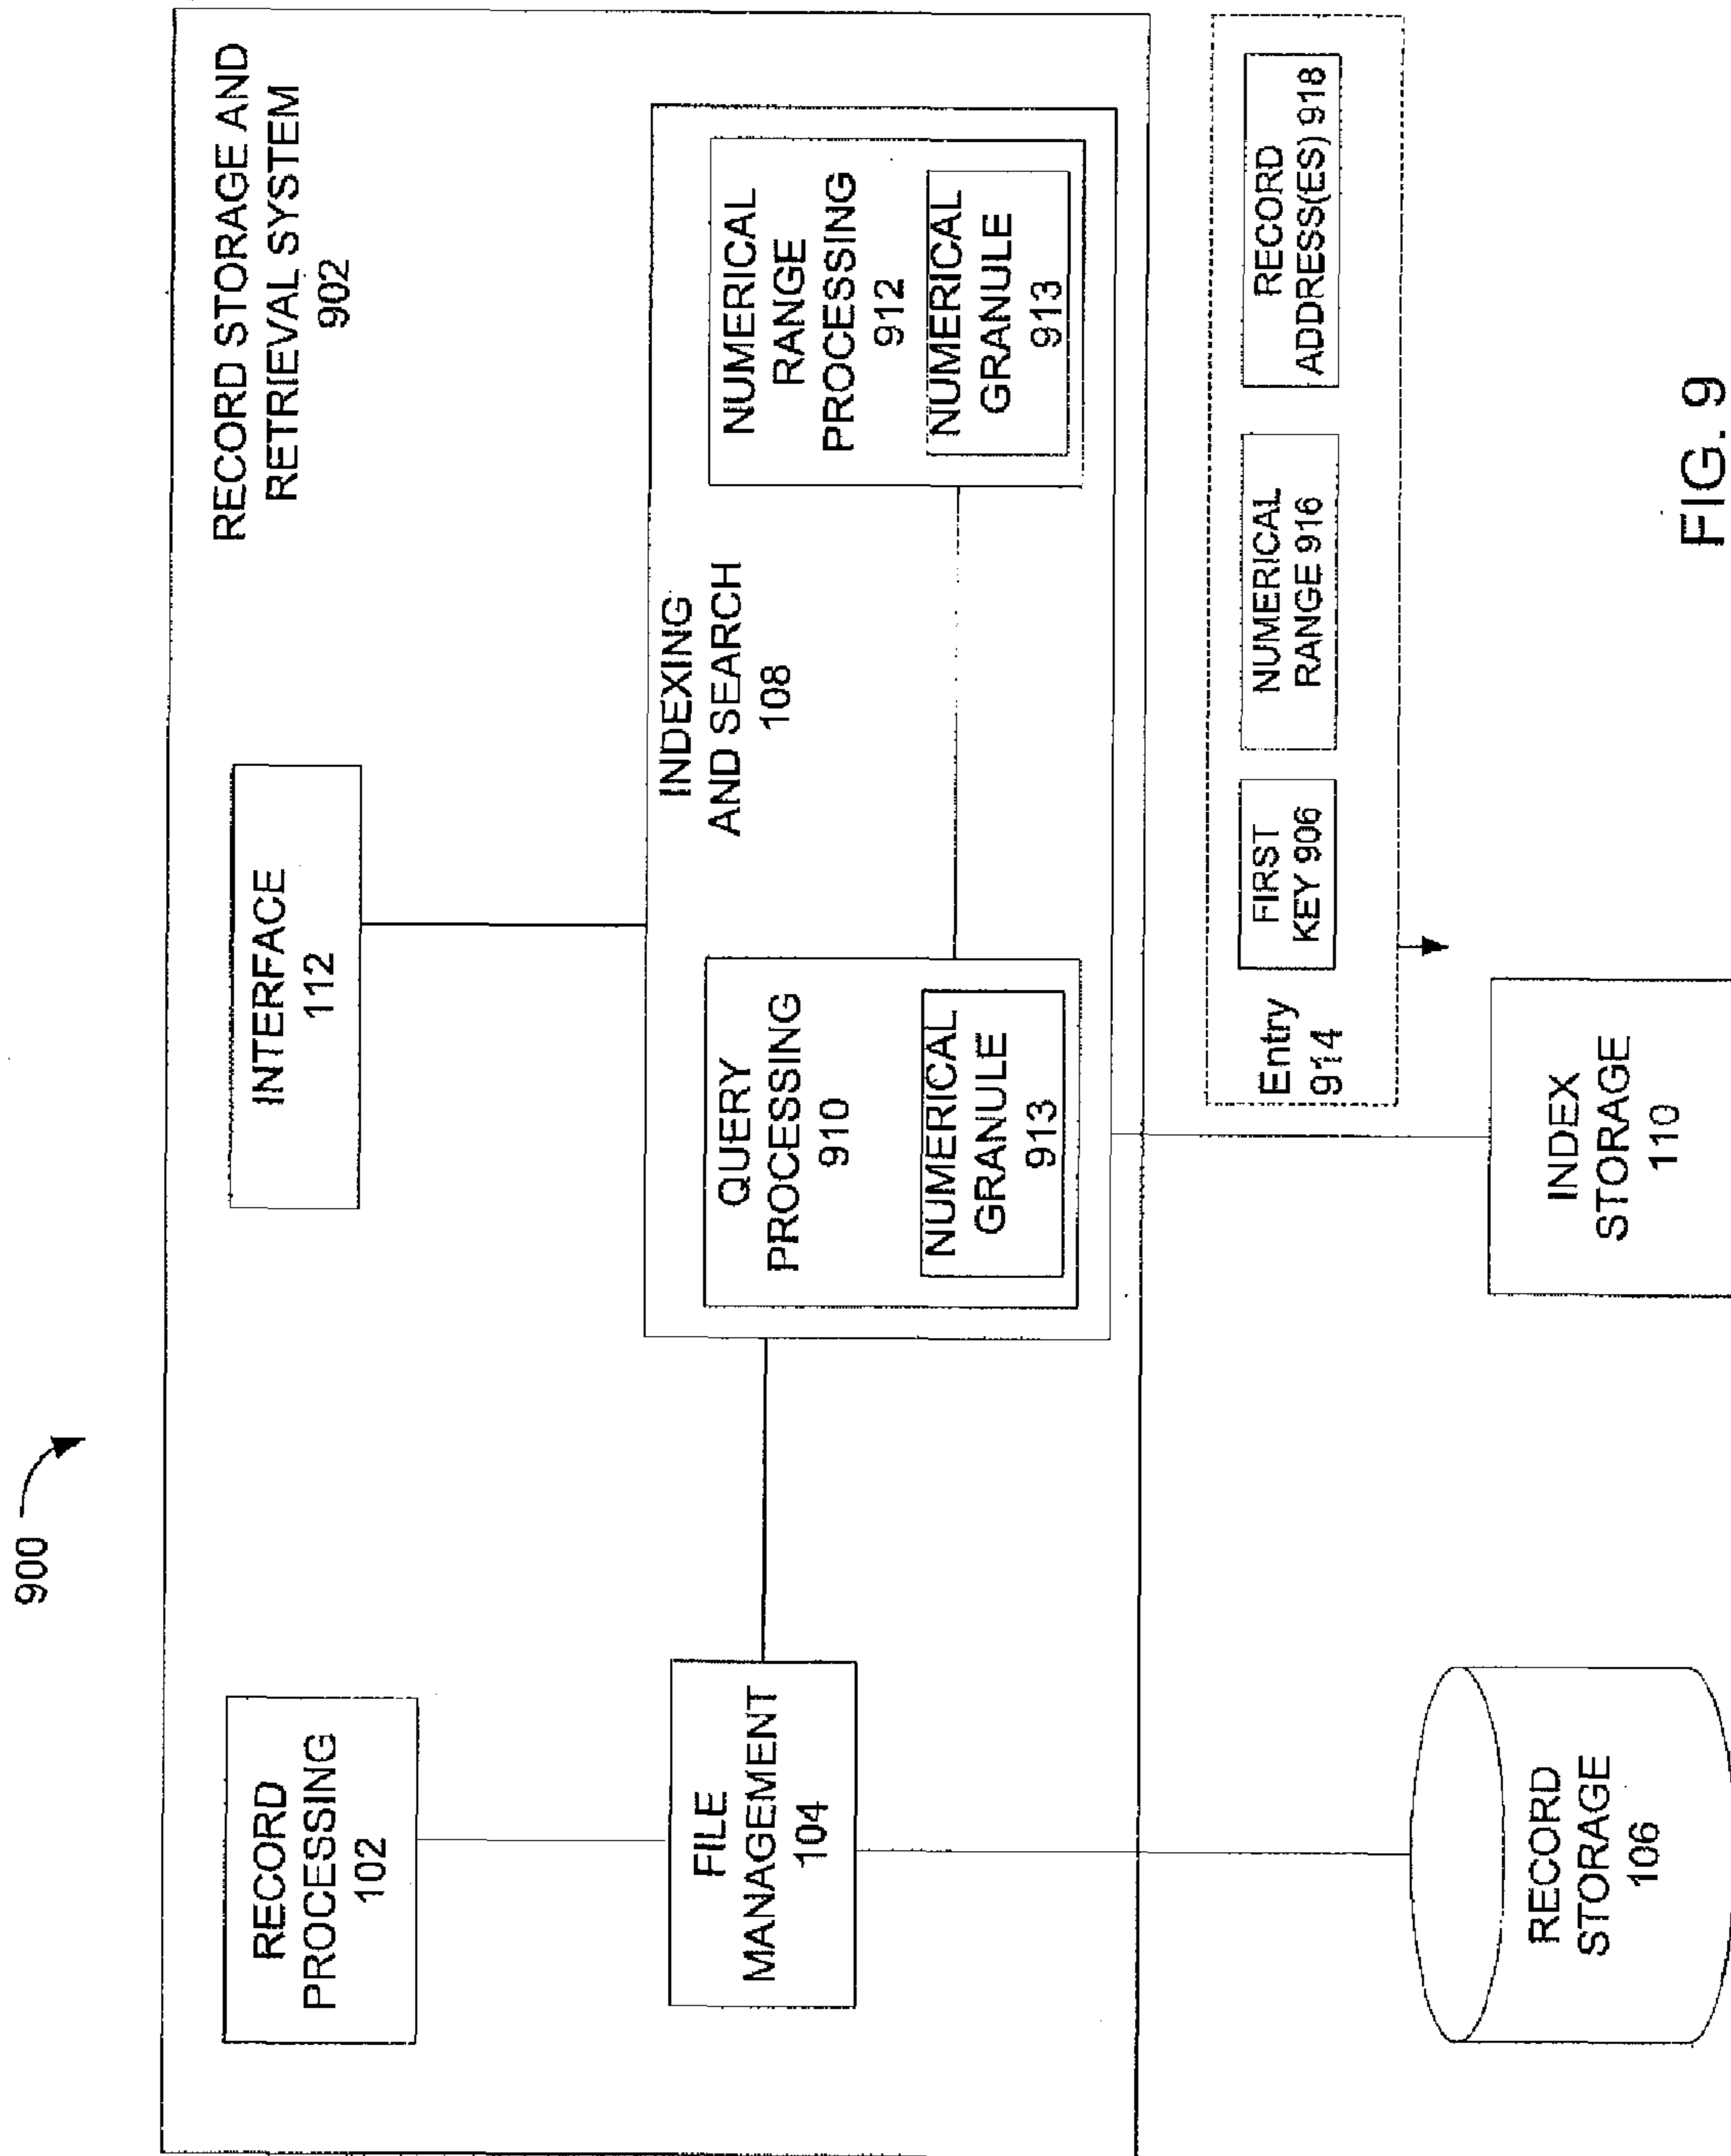 900
RECORD STORAGE AND
RETRIEVAL SYSTEM
902
RECORD
PROCESSING
102
INTERFACE
112
FILE
MANAGEMENT
104
INDEXING
AND SEARCH
108
QUERY
PROCESSING
910
NUMERICAL
GRANULE
913
NUMERICAL
RANGE
PROCESSING
912
NUMERICAL
GRANULE
913
Entry
914
FIRST
KEY 906
NUMERICAL
RANGE 916
RECORD
ADDRESS(ES) 918
RECORD
STORAGE
106
INDEX
STORAGE
110
FIG. 9